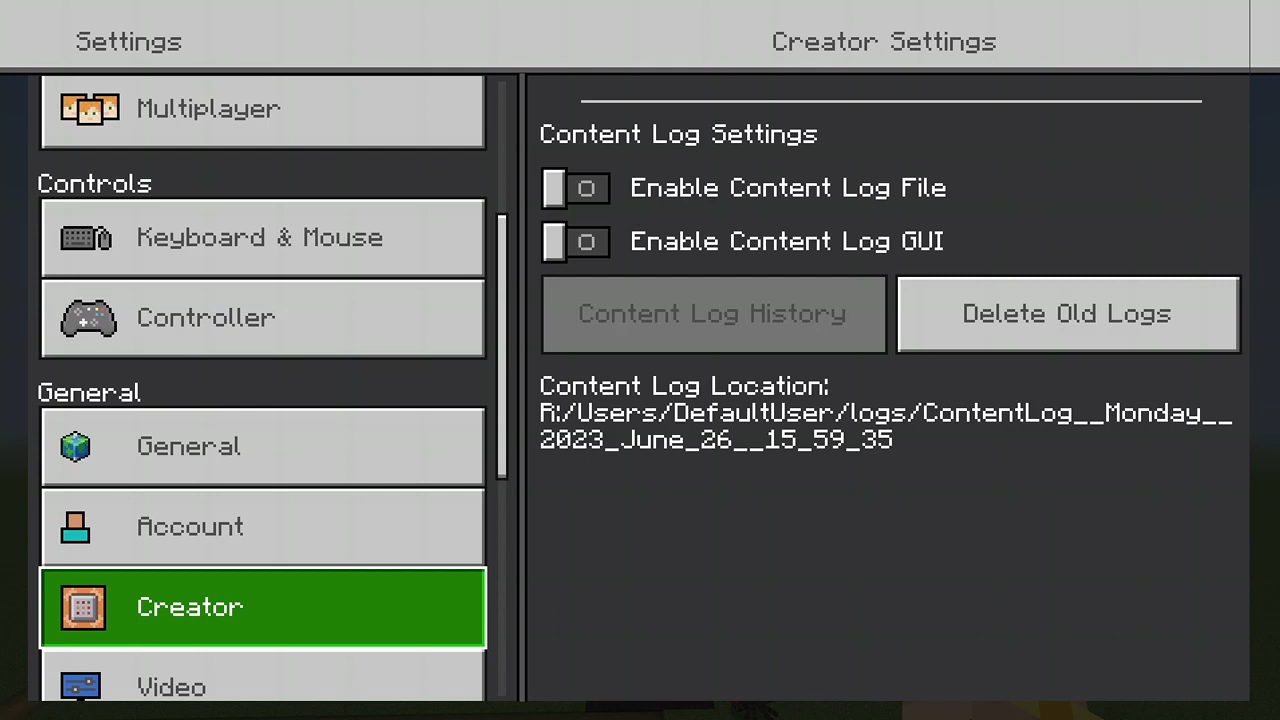 Settings
Creator Settings
Multiplayer
Controls
Keyboard & Mouse
Controller
General
General
Account
Creator
Video
Content Log Settings
Enable Content Log File
Enable Content Log GUI
Content Log History
Delete Old Logs
Content Log Location:
R:/Users/DefaultUser/logs/ContentLog__Monday__
2023_June_26__15_59_35